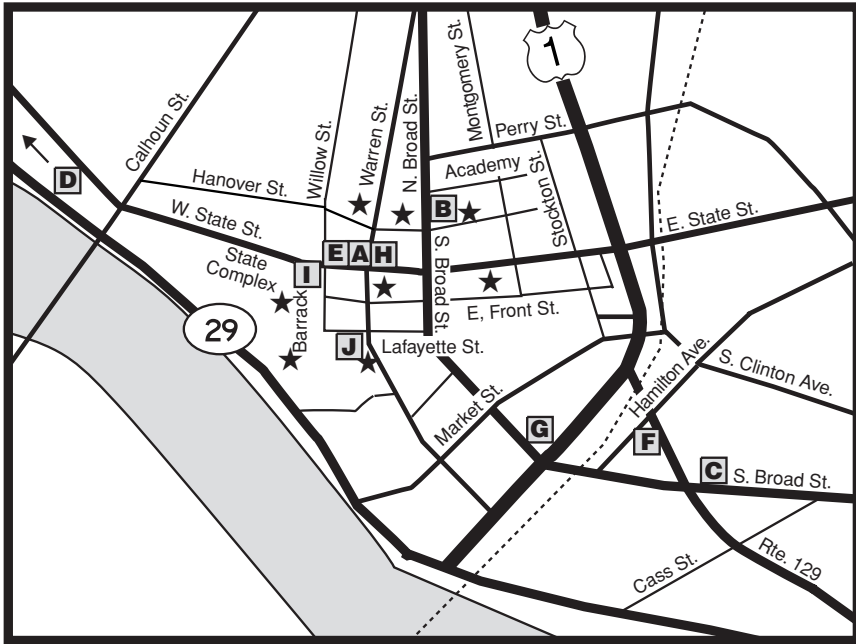 1
Montgomery St.
Calhoun St.
Willow St.
Warren St.
N. Broad St.
Perry St.
Academy
Stockton St.
D
Hanover St.
B
W. State St.
E. State St.
State
Complex
E
A
H
I
S. Broad St.
Barrack
E, Front St.
29
J
Lafayette St.
Hamilton Ave.
S. Clinton Ave.
Market St.
G
F
C
S. Broad St.
Cass St.
Rte. 129